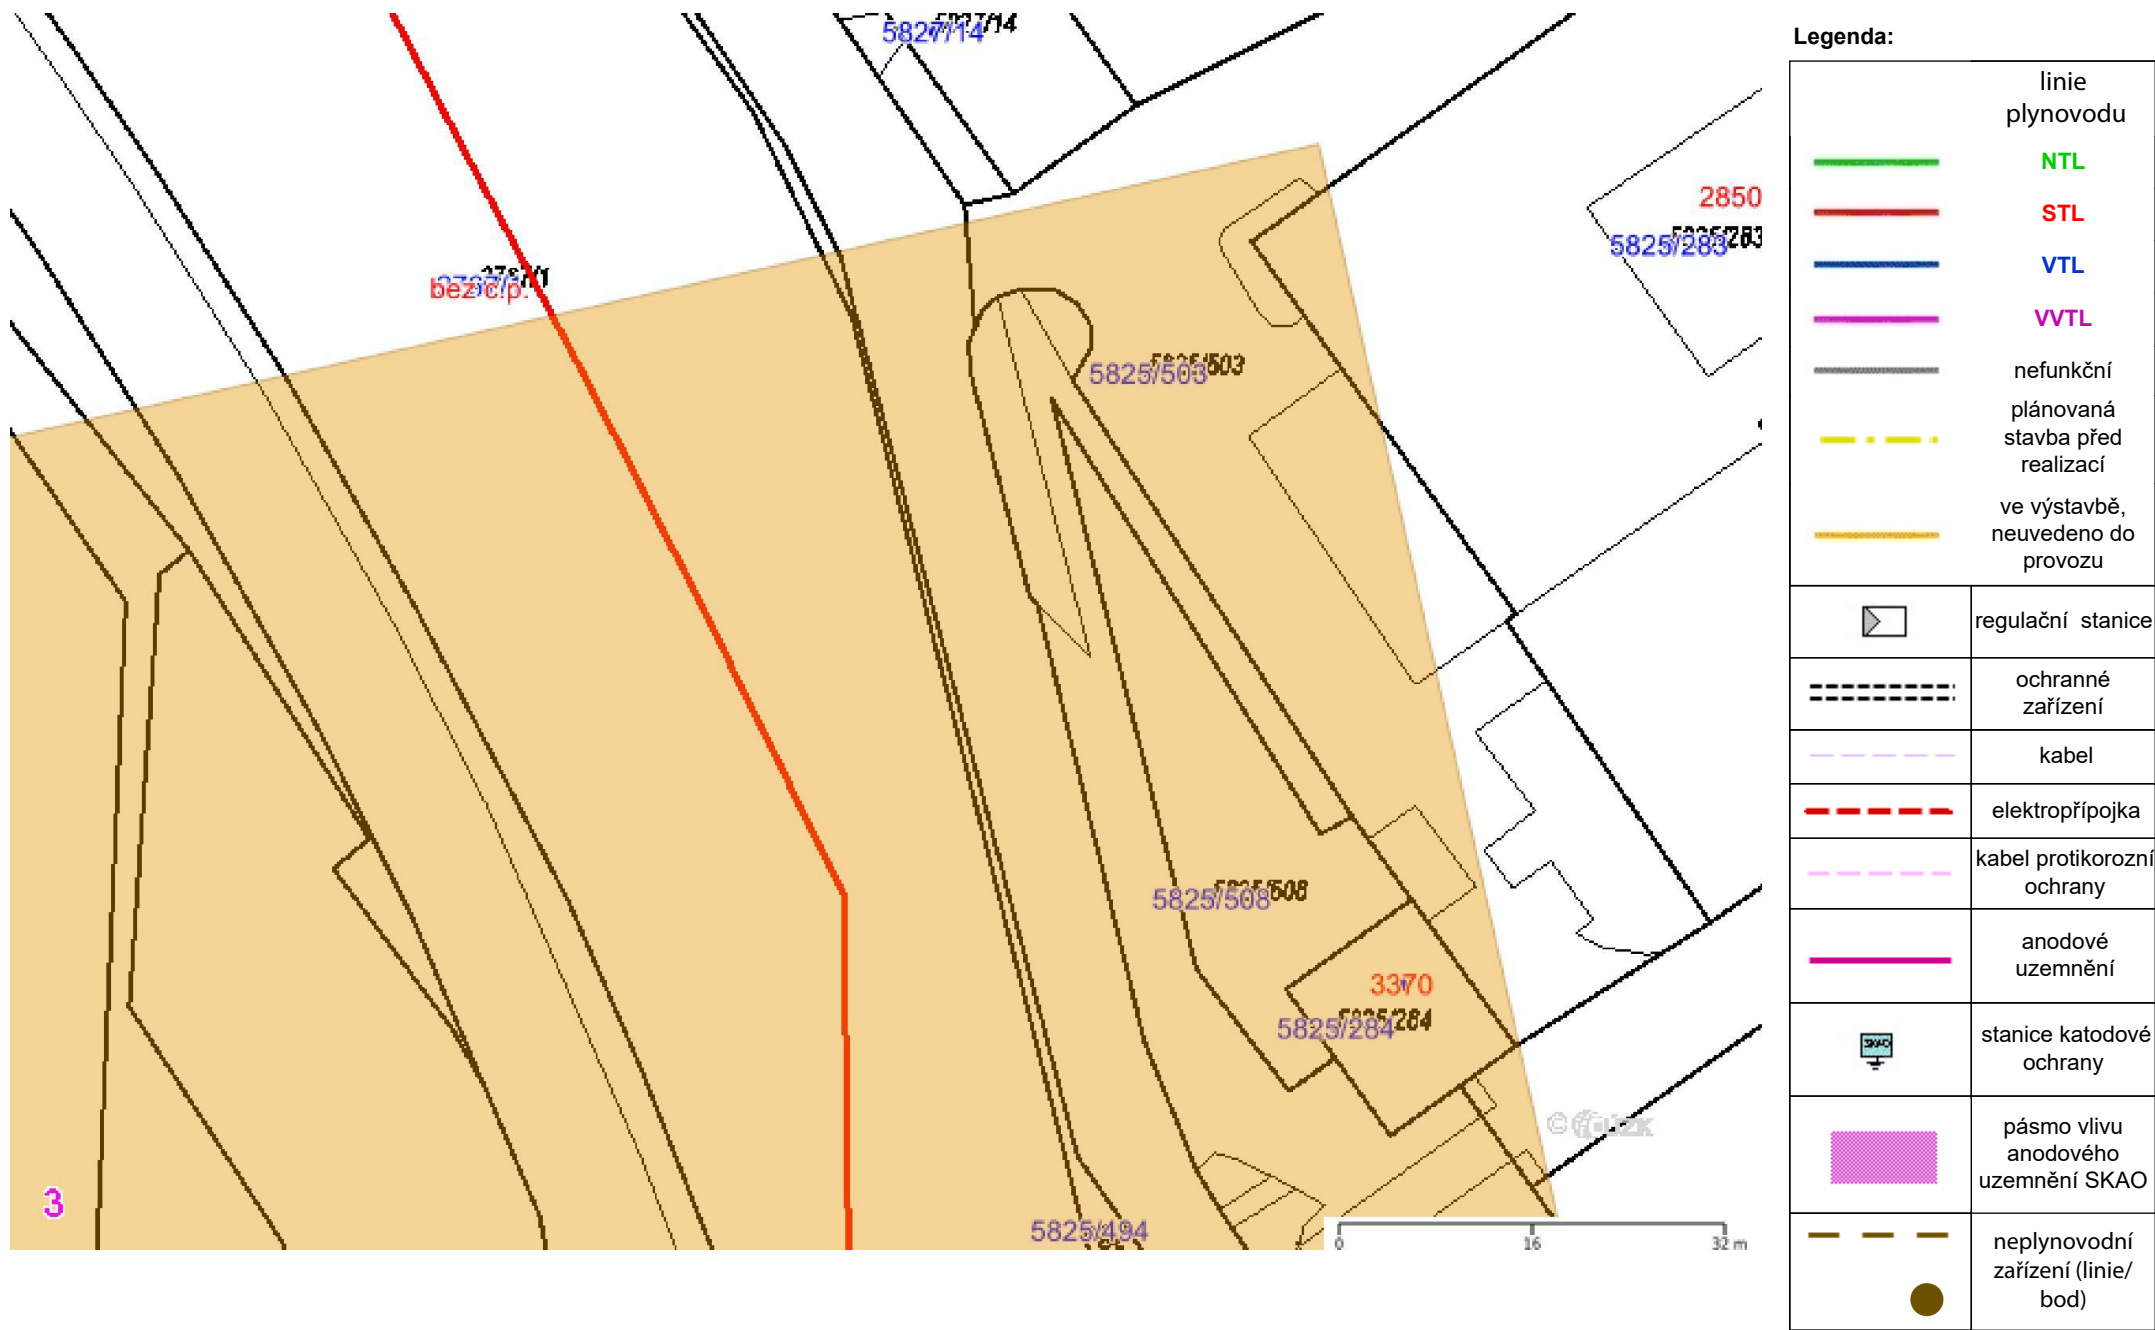 5827/14
Legenda:
linie
plynovodu
NTL
2850
STL
5825/283
VTL
bez č.p.
VVTL
5825/503
nefunkční
plánovaná
stavba před
realizací
ve výstavbě,
neuvedeno do
provozu
regulační stanice
ochranné
zařízení
kabel
elektropřípojka
kabel protikorozní
ochrany
5825/508
anodové
uzemnění
3370
5825/284
SKAO
stanice katodové
ochrany
©
pásmo vlivu
anodového
uzemnění SKAO
3
5825/494
0 16 32 m
neplynovodní
zařízení (linie/
bod)